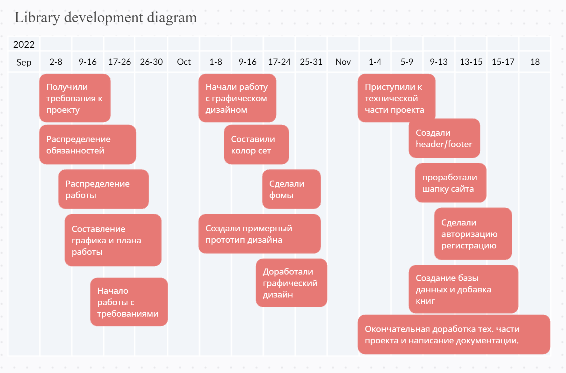 Library development diagram
2022
Sep 2-8 9-16 17-26 26-30 Oct 1-8 9-16 17-24 25-31 Nov 1-4 5-9 9-13 13-15 15-17 18
Получили
требования к
проекту
Начали работу
с графическом
дизайном
Приступили к
технической
части проекта
Распределение
обязанностей
Составили
колор сет
Создали
header/footer
Распределение
работы
Сделали
фомы
проработали
шапку сайта
Составление
графика и плана
работы
Создали примерный
прототип дизайна
Сделали
авторизацию
регистрацию
Начало
работы с
требованиями
Доработали
графический
дизайн
Создание базы
данных и добавка
книг
Окончательная доработка тех. части
проекта и написание документации.